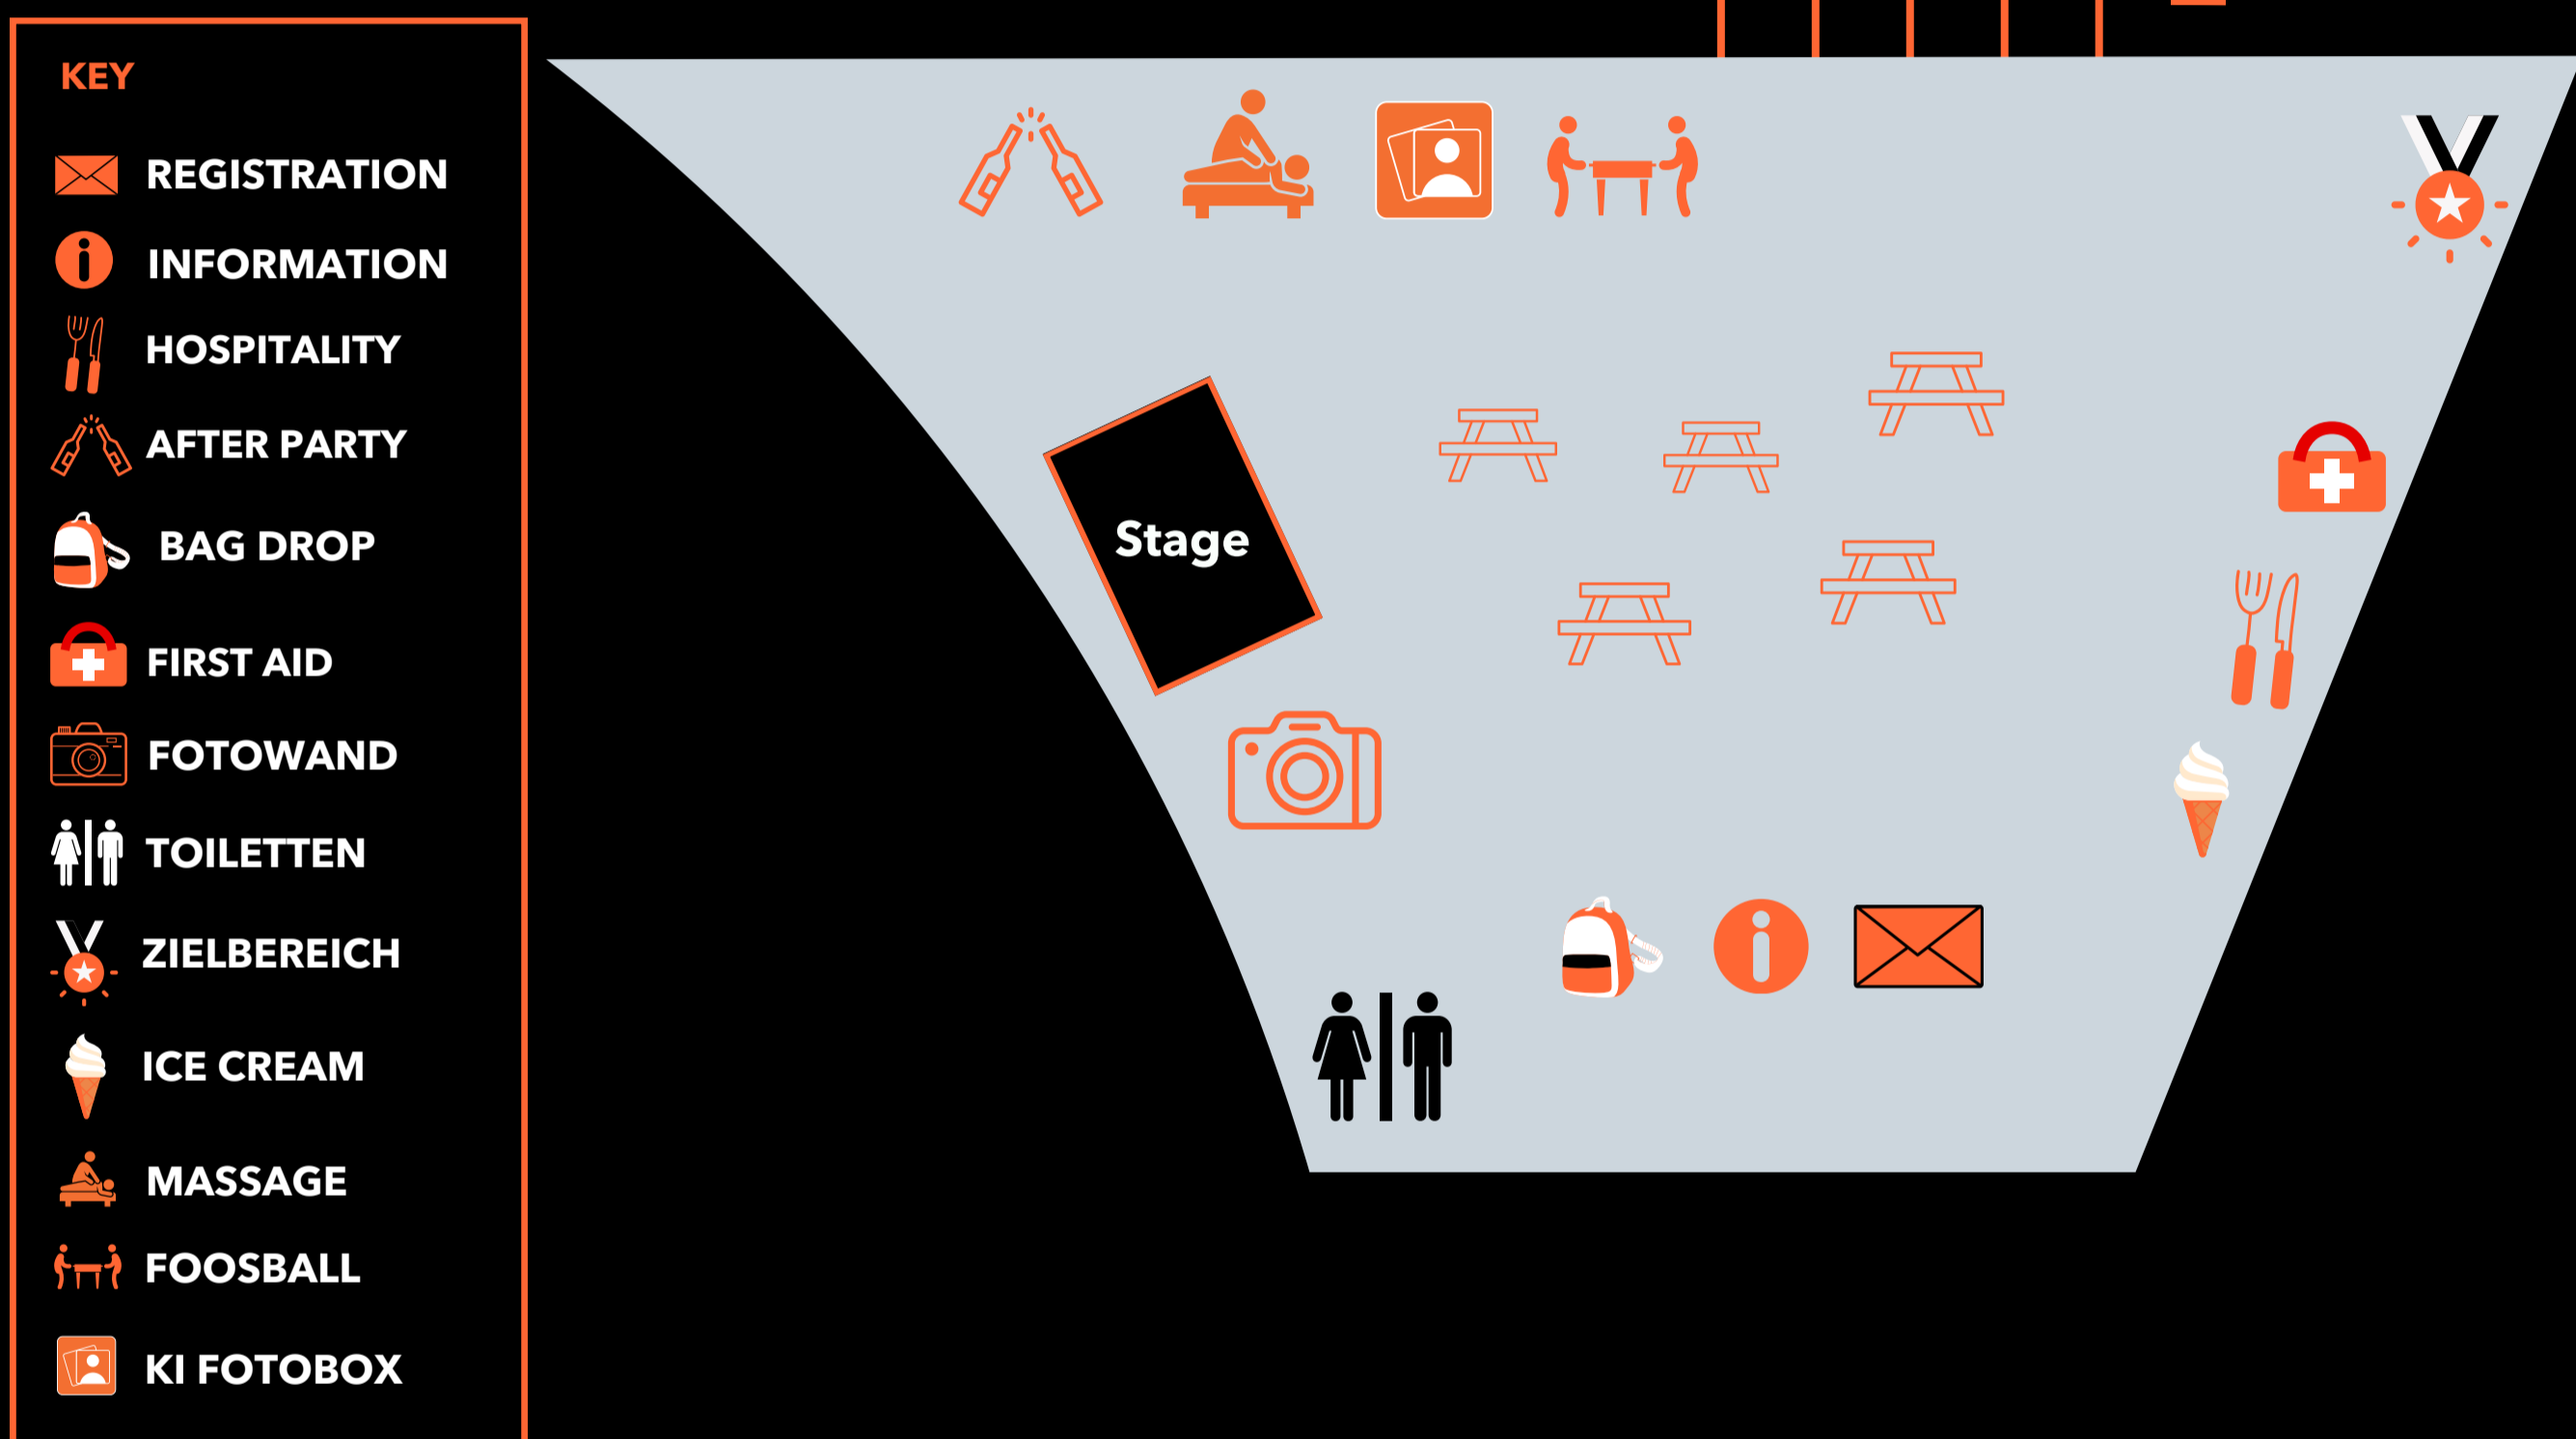 KEY
REGISTRATION
INFORMATION
HOSPITALITY
AFTER PARTY
BAG DROP
FIRST AID
FOTOWAND
TOILETTEN
ZIELBEREICH
ICE CREAM
MASSAGE
FOOSBALL
KI FOTOBOX
Stage